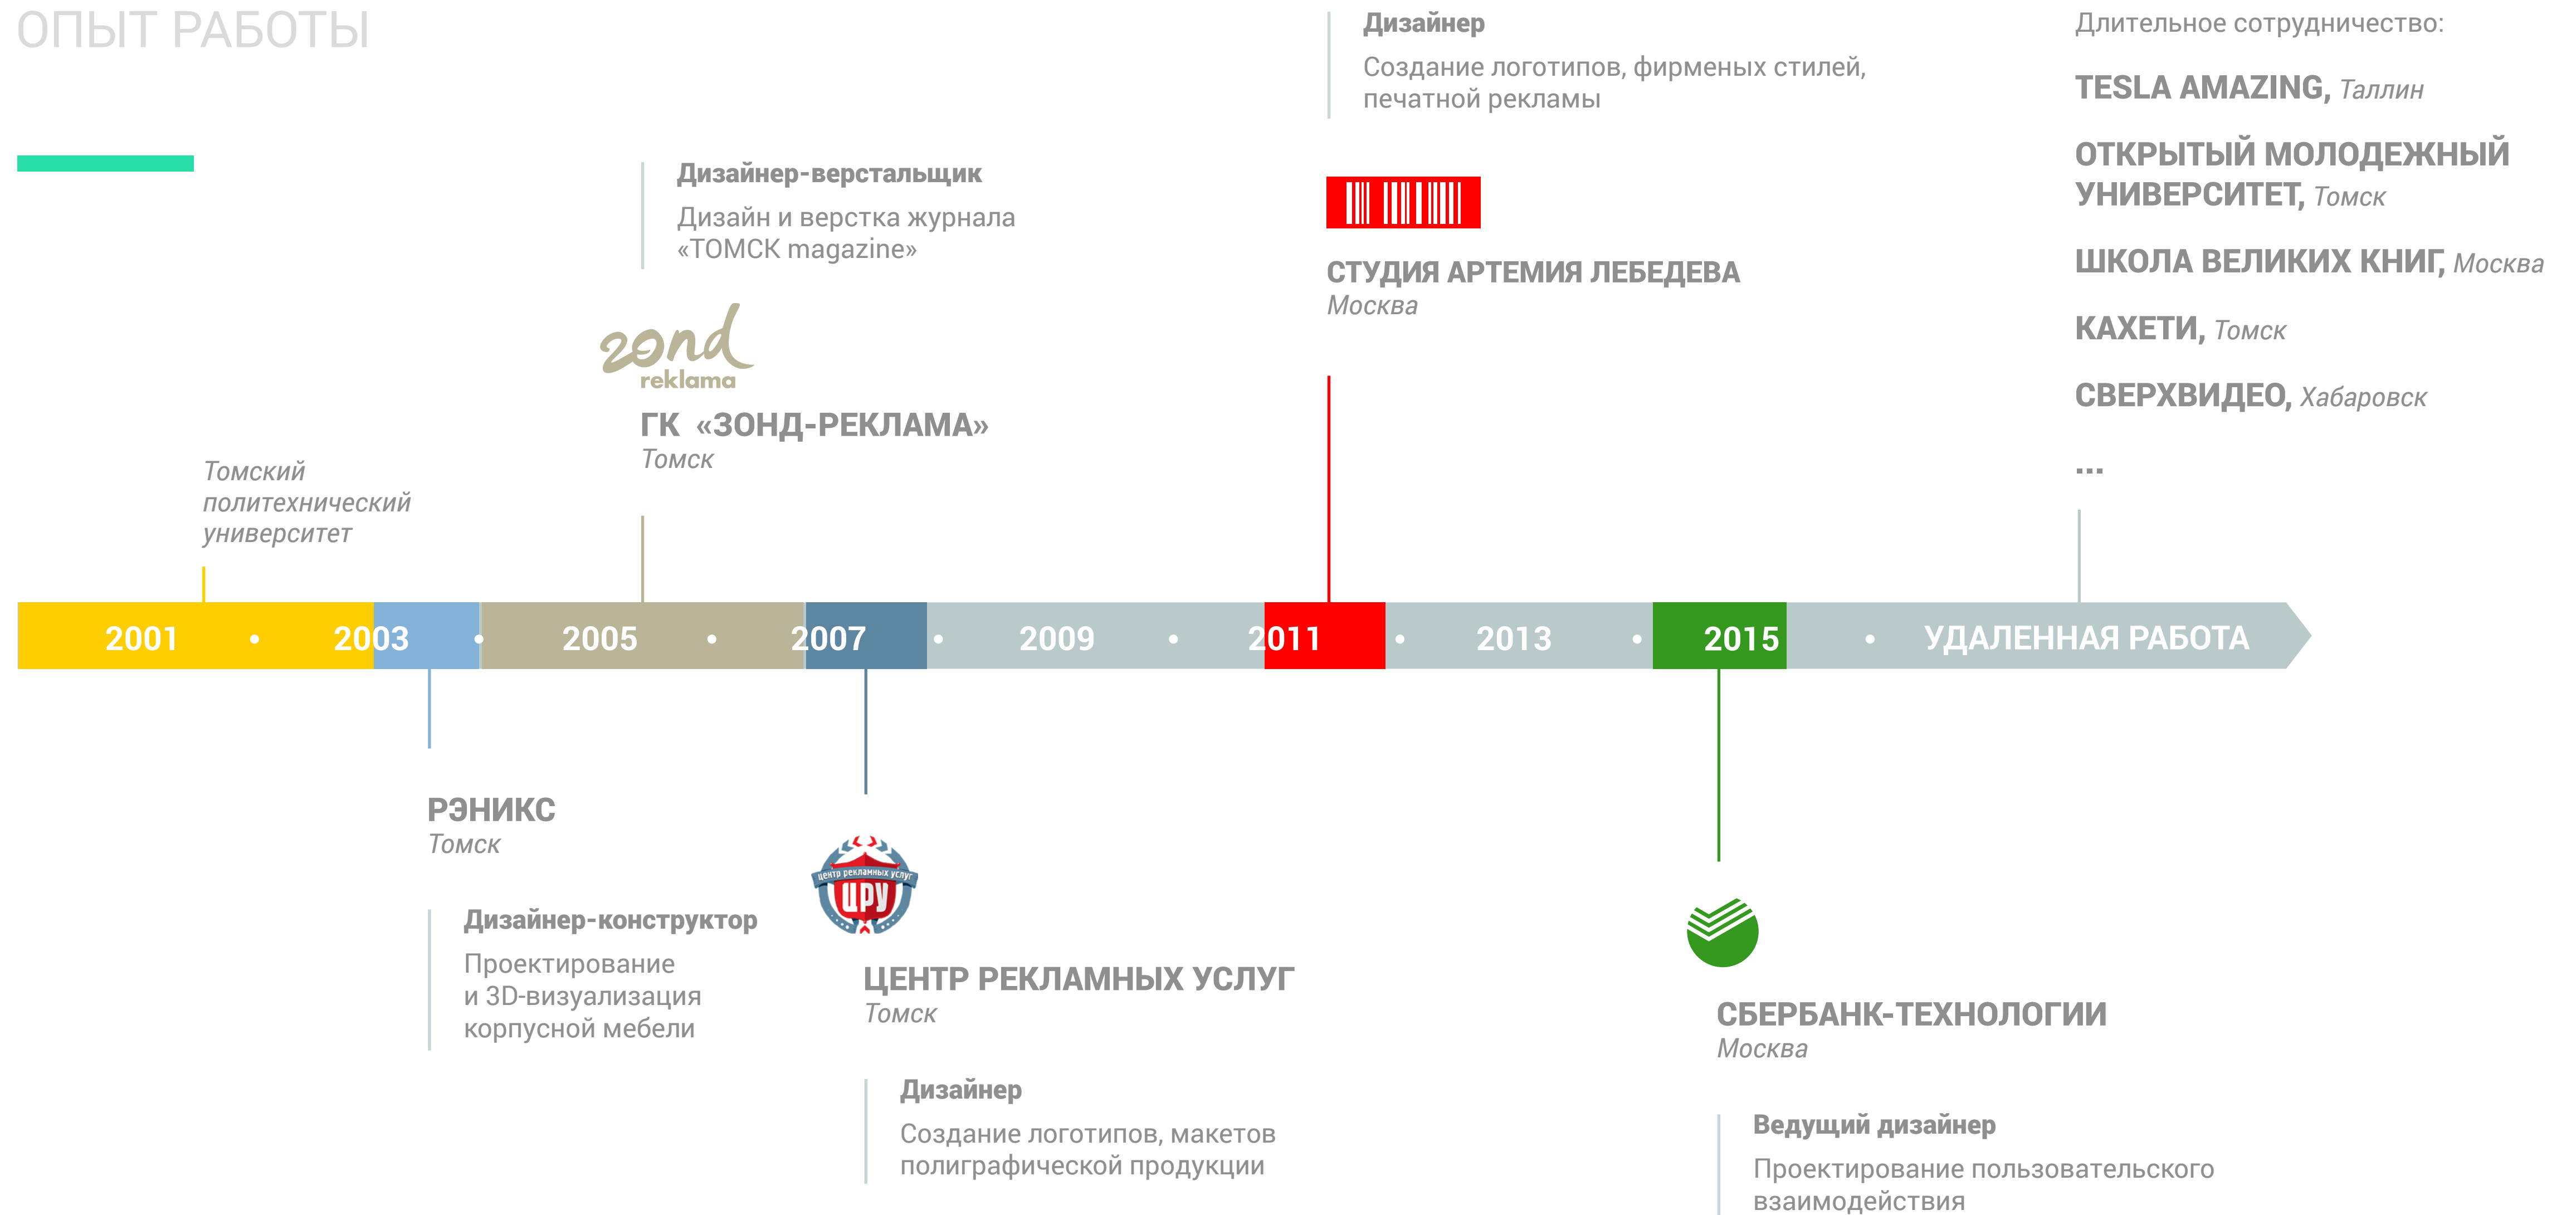 ОПЫТ РАБОТЫ
Дизайнер
Создание логотипов, фирменых стилей,
печатной рекламы
СТУДИЯ АРТЕМИЯ ЛЕБЕДЕВА
Москва
Длительное сотрудничество:
TESLA AMAZING, Таллин
ОТКРЫТЫЙ МОЛОДЕЖНЫЙ
УНИВЕРСИТЕТ, Томск
ШКОЛА ВЕЛИКИХ КНИГ, Москва
КАХЕТИ, Томск
СВЕРХВИДЕО, Хабаровск
...
Дизайнер-верстальщик
Дизайн и верстка журнала
«ТОМСК magazine»
zond
reklama
ГК «ЗОНД-РЕКЛАМА»
Томск
Томский
политехнический
университет
2001 • 2003 • 2005 • 2007 • 2009 • 2011 • 2013 • 2015 • УДАЛЕННАЯ РАБОТА
РЭНИКС
Томск
Дизайнер-конструктор
Проектирование
и 3D-визуализация
корпусной мебели
центр рекламных услуг
ЦРУ
ЦЕНТР РЕКЛАМНЫХ УСЛУГ
Томск
Дизайнер
Создание логотипов, макетов
полиграфической продукции
СБЕРБАНК-ТЕХНОЛОГИИ
Москва
Ведущий дизайнер
Проектирование пользовательского
взаимодействия